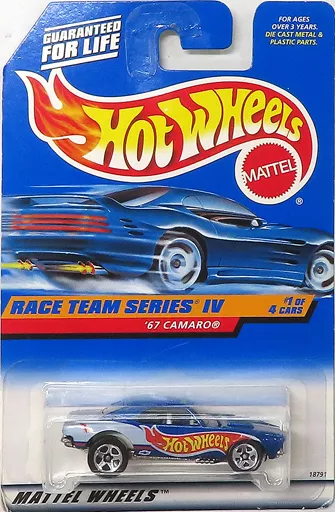 GUARANTEED
FOR LIFE
FOR AGES
OVER 3 YEARS.
DIE CAST METAL &
PLASTIC PARTS.
HOT WHEELS
MATTEL
®
RACE TEAM SERIES® IV
#1 OF
4 CARS
'67 CAMARO®
HOT WHEELS
18791
MATTEL WHEELS™